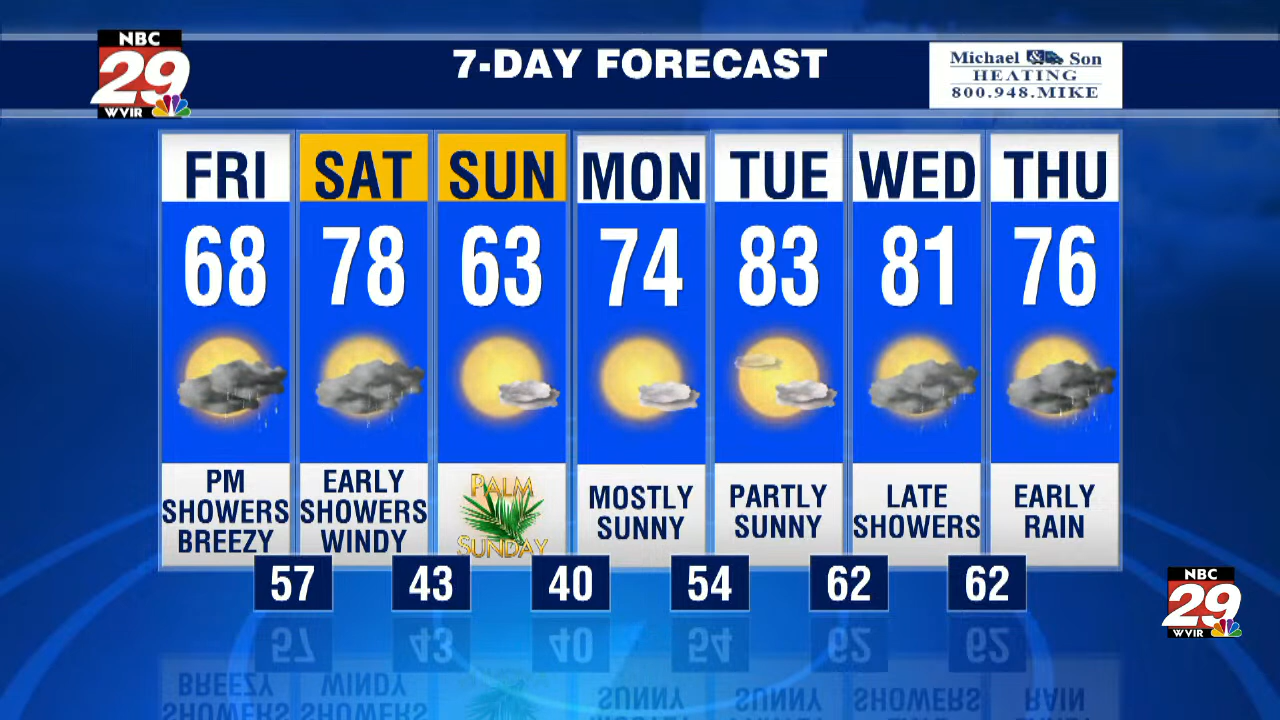 NBC
29
WVIR
7-DAY FORECAST
Michael & Son
HEATING
800.948.MIKE
FRI SAT SUN MON TUE WED THU
68 78 63 74 83 81 76
PM
SHOWERS
BREEZY
EARLY
SHOWERS
WINDY
PALM
SUNDAY
MOSTLY
SUNNY
PARTLY
SUNNY
LATE
SHOWERS
EARLY
RAIN
57 43 40 54 62 62
NBC
29
WVIR